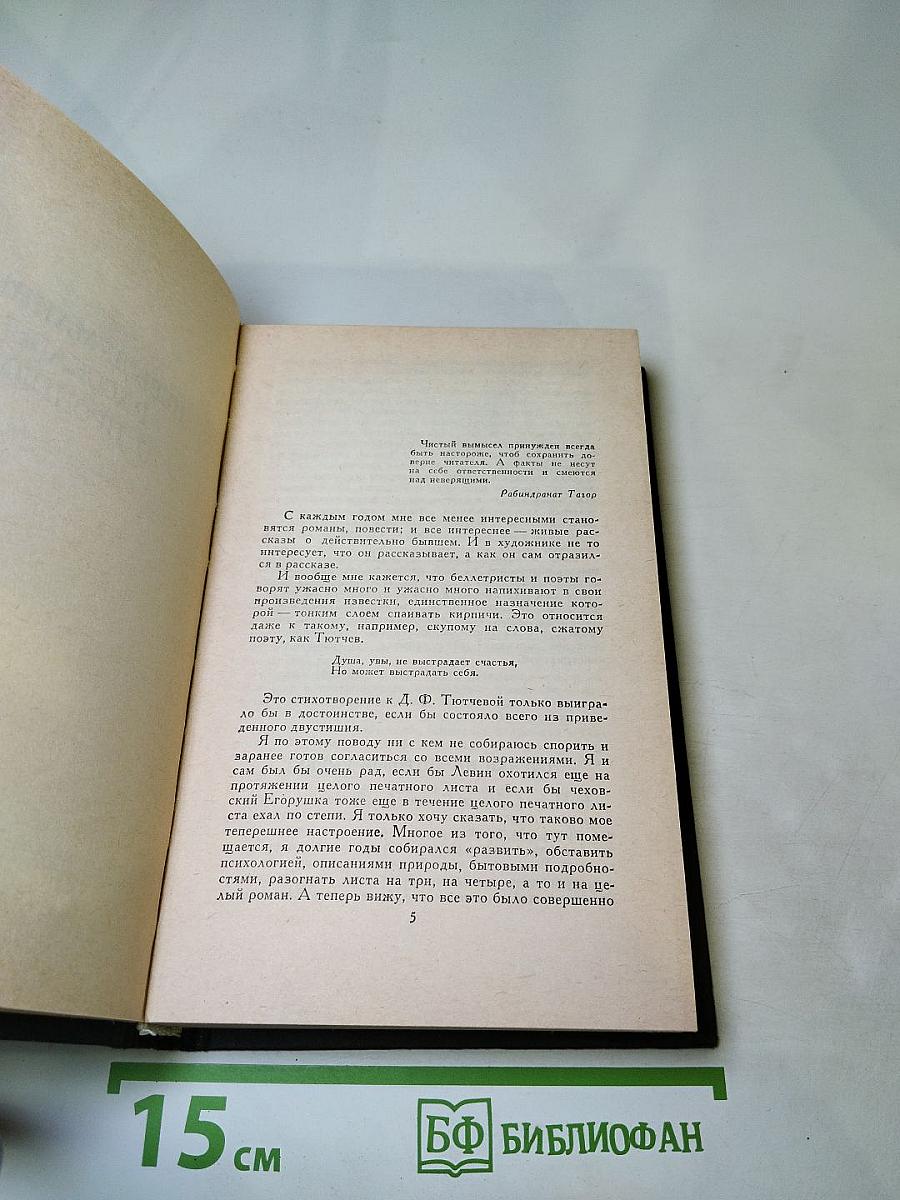 Чистый вымысел принужден всегда
быть настороже, чтоб сохранить до-
верие читателя. А факты не несут
на себе ответственности и смеются
над неверящими.
Рабиндранат Тагор
С каждым годом мне все менее интересными стано-
вятся романы, повести; и все интереснее — живые рас-
сказы о действительно бывшем. И в художнике не то
интересует, что он рассказывает, а как он сам отразил-
ся в рассказе.
И вообще мне кажется, что беллетристы и поэты го-
ворят ужасно много и ужасно много напихивают в свои
произведения известки, единственное назначение кото-
рой — тонким слоем спаивать кирпичи. Это относится
даже к такому, например, скупому на слова, сжатому
поэту, как Тютчев.
Душа, увы, не выстрадает счастья,
Но может выстрадать себя.
Это стихотворение к Д. Ф. Тютчевой только выигра-
ло бы в достоинстве, если бы состояло всего из приве-
денного двустишия.
Я по этому поводу ни с кем не собираюсь спорить и
заранее готов согласиться со всеми возражениями. Я и
сам был бы очень рад, если бы Левин охотился еще на
протяжении целого печатного листа и если бы чехов-
ский Егорушка тоже еще в течение целого печатного ли-
ста ехал по степи. Я только хочу сказать, что таково мое
теперешнее настроение. Многое из того, что тут поме-
щается, я долгие годы собирался «развить», обставить
психологией, описаниями природы, бытовыми подробно-
стями, разогнать листа на три, на четыре, а то и на це-
лый роман. А теперь вижу, что все это было совершенно
5
15 см
БФ БИБЛИОФАН